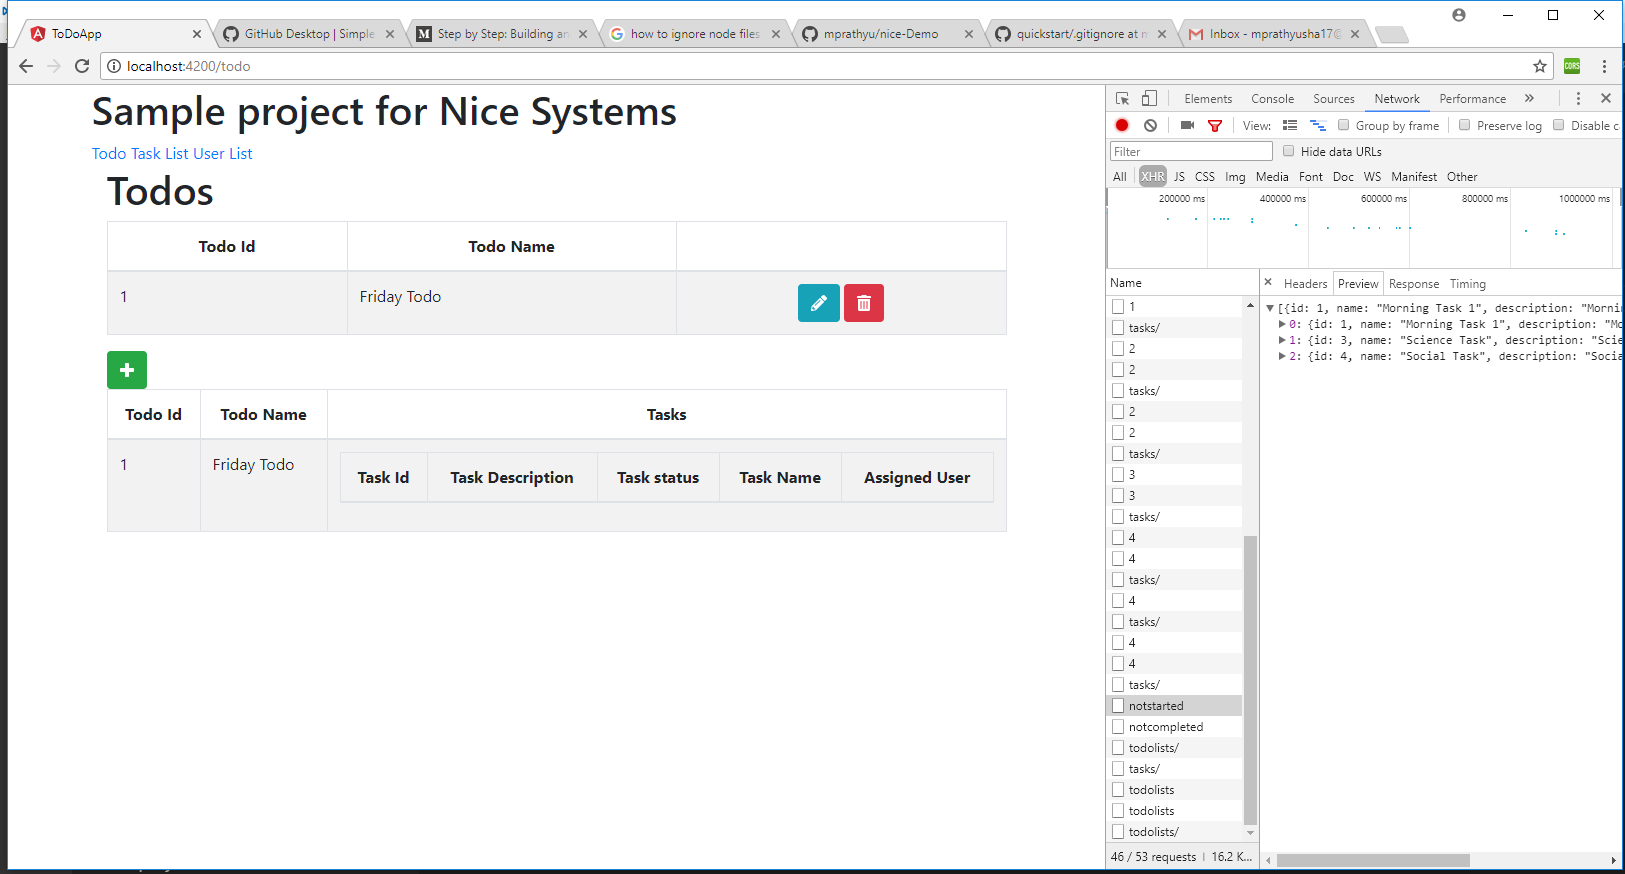 ToDoApp
GitHub Desktop | Simple
Step by Step: Building an
how to ignore node files
mprathyu/nice-Demo
quickstart/.gitignore at m
Inbox - mprathyusha17@
localhost:4200/todo
CORS
Sample project for Nice Systems
Todo Task List User List
Todos
Todo Id Todo Name
1 Friday Todo
Todo Id Todo Name Tasks
1 Friday Todo
Task Id Task Description Task status Task Name Assigned User
Elements Console Sources Network Performance »
View: Group by frame Preserve log Disable c
Filter Hide data URLs
All XHR JS CSS Img Media Font Doc WS Manifest Other
200000 ms 400000 ms 600000 ms 800000 ms 1000000 ms
Name
1
tasks/
2
2
tasks/
2
2
tasks/
3
3
tasks/
4
4
tasks/
4
tasks/
4
4
tasks/
notstarted
notcompleted
todolists/
tasks/
todolists
todolists
todolists/
46 / 53 requests | 16.2 K...
Headers Preview Response Timing
[{id: 1, name: "Morning Task 1", description: "Morni
0: {id: 1, name: "Morning Task 1", description: "Mo
1: {id: 3, name: "Science Task", description: "Scie
2: {id: 4, name: "Social Task", description: "Socia